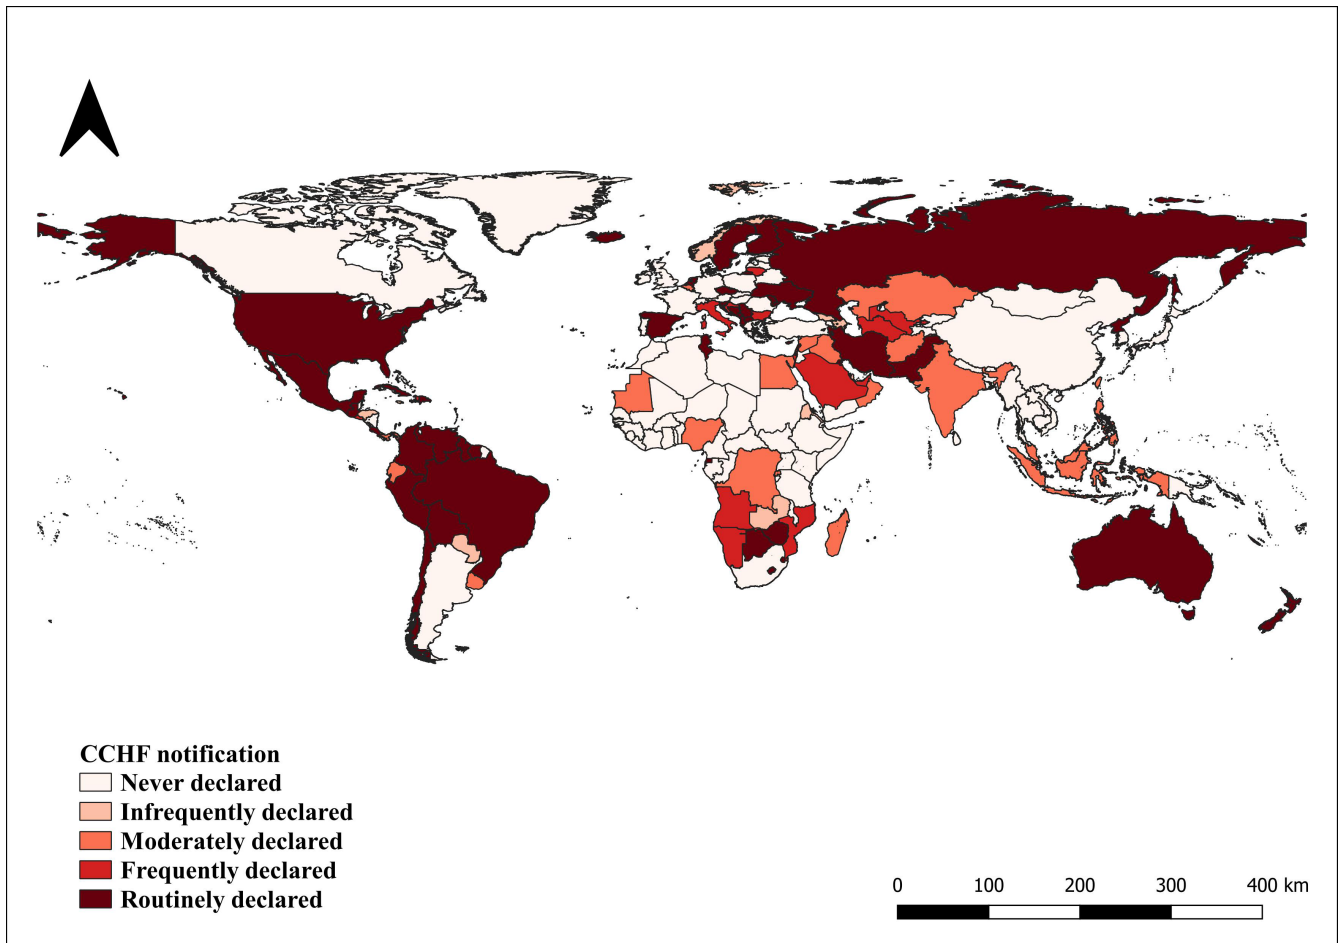 CCHF notification
Never declared
Infrequently declared
Moderately declared
Frequently declared
Routinely declared
0 100 200 300 400 km